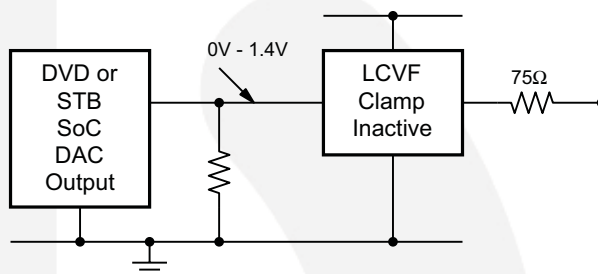 0V - 1.4V
DVD or
STB
SoC
DAC
Output
LCVF
Clamp
Inactive
75Ω